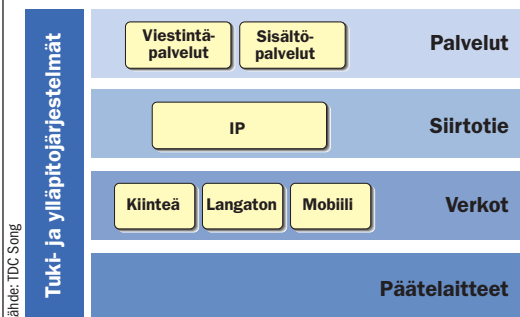 Tuki- ja ylläpitojärjestelmät
Viestintä-
palvelut
Sisältö-
palvelut
Palvelut
IP
Siirtotie
Kiinteä
Langaton
Mobiili
Verkot
Päätelaitteet
ähde: TDC Song